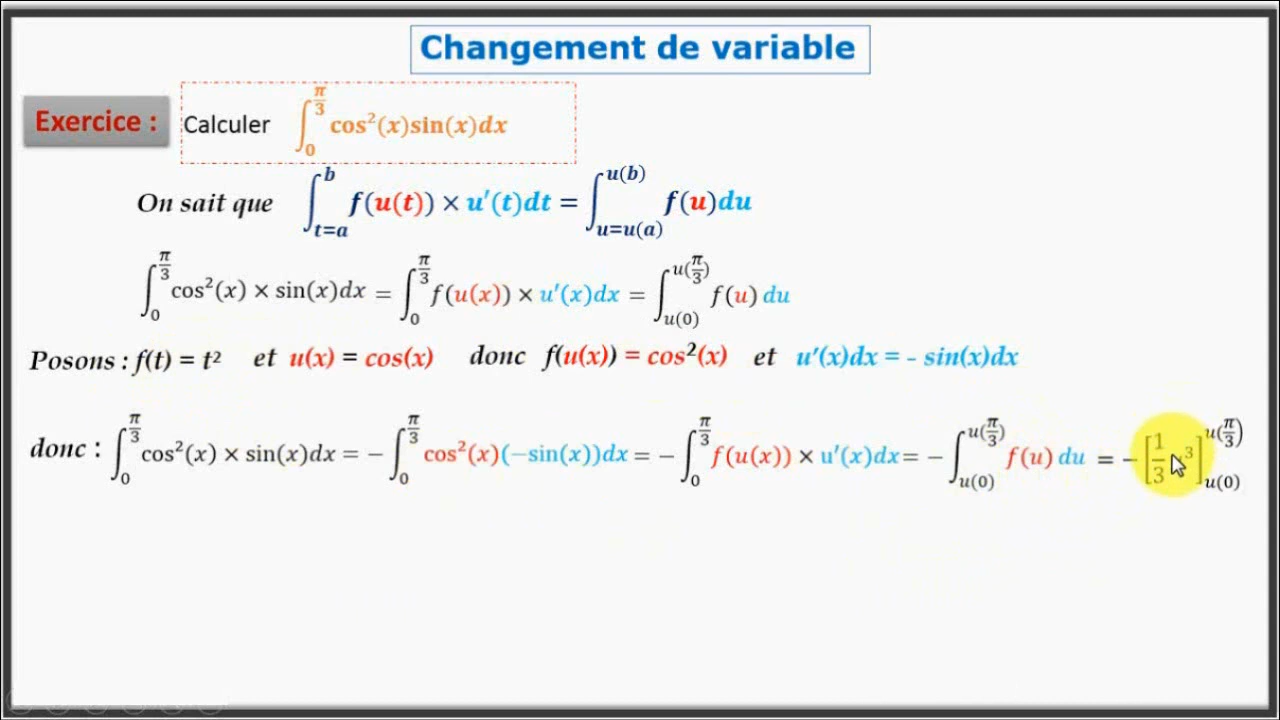 Changement de variable
Exercice : Calculer ∫₀^(π/3) cos²(x)sin(x)dx
On sait que ∫_(t=a)^b f(u(t)) × u'(t)dt = ∫_(u=u(a))^(u(b)) f(u)du
∫₀^(π/3) cos²(x) × sin(x)dx = ∫₀^(π/3) f(u(x)) × u'(x)dx = ∫_(u(0))^(u(π/3)) f(u) du
Posons : f(t) = t² et u(x) = cos(x) donc f(u(x)) = cos²(x) et u'(x)dx = - sin(x)dx
donc : ∫₀^(π/3) cos²(x) × sin(x)dx = − ∫₀^(π/3) cos²(x)(−sin(x))dx = − ∫₀^(π/3) f(u(x)) × u'(x)dx = − ∫_(u(0))^(u(π/3)) f(u) du = − [1/3 ³]_(u(0))^(u(π/3))